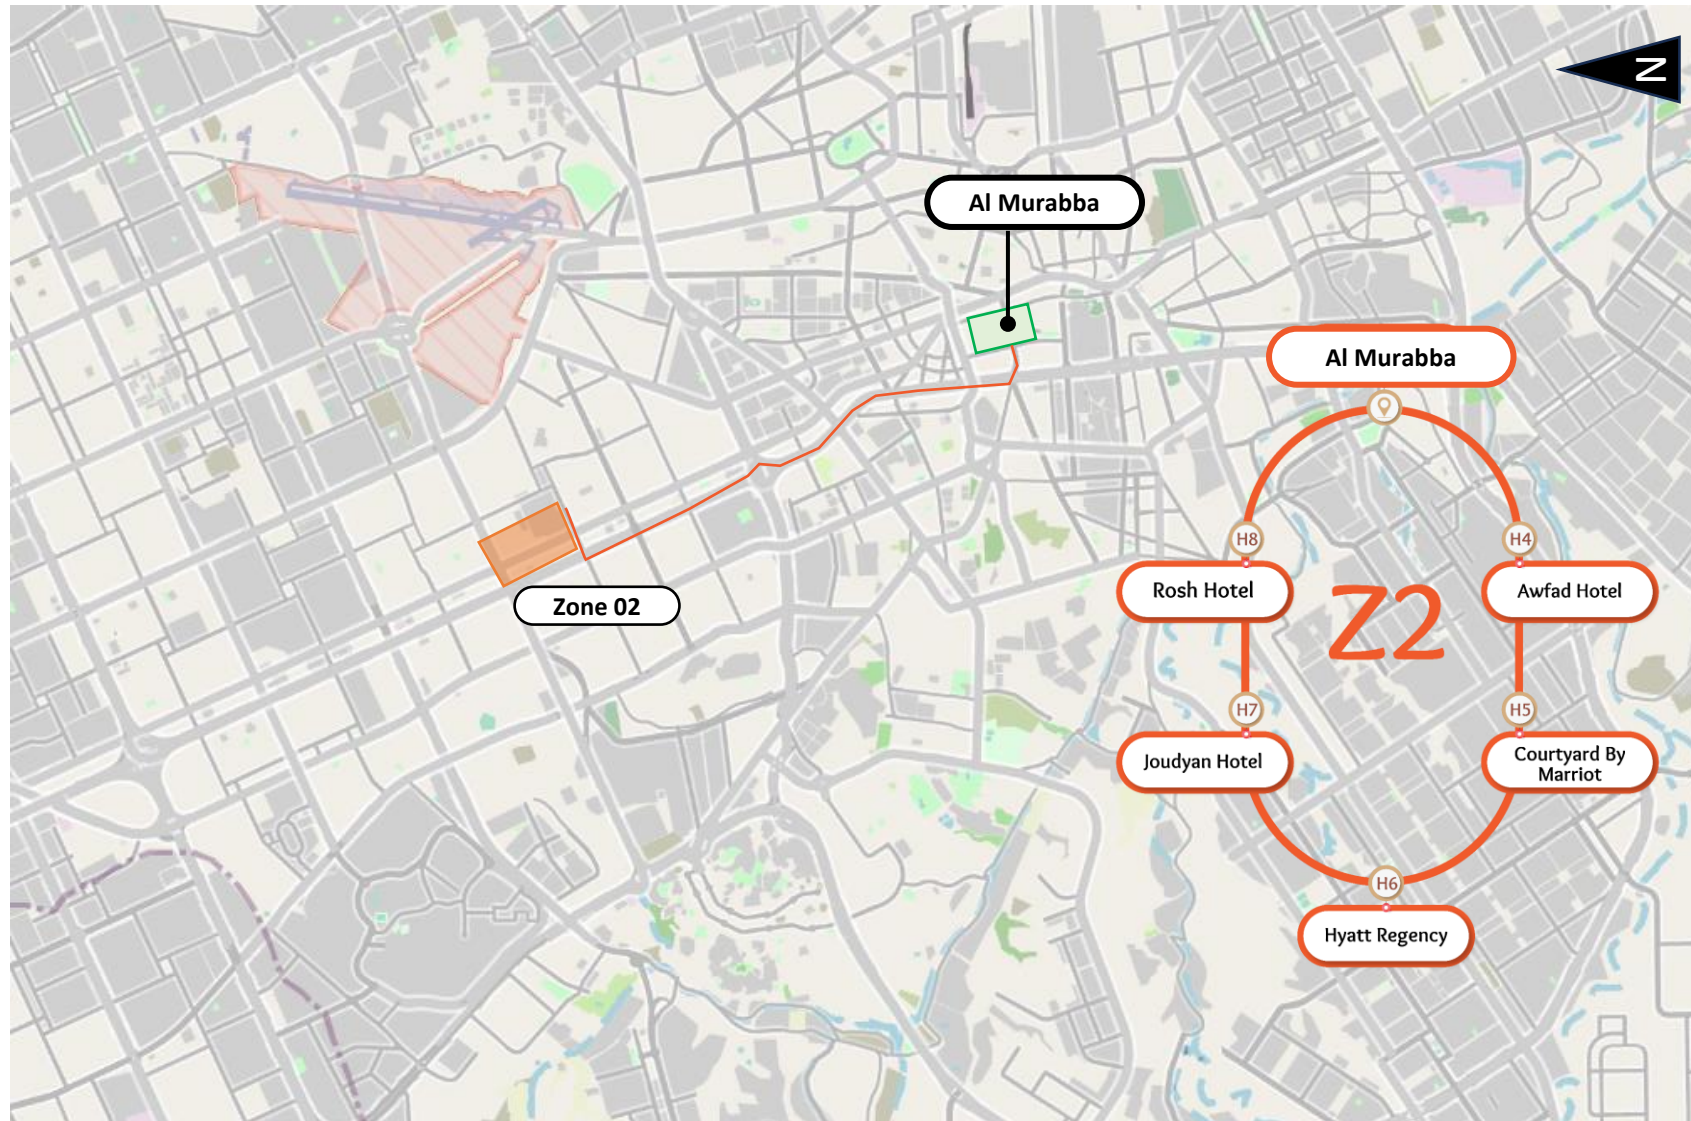 N
Al Murabba
Al Murabba
Zone 02
H8
H4
Rosh Hotel
Z2
Awfad Hotel
H7
H5
Joudyan Hotel
Courtyard By
Marriot
H6
Hyatt Regency